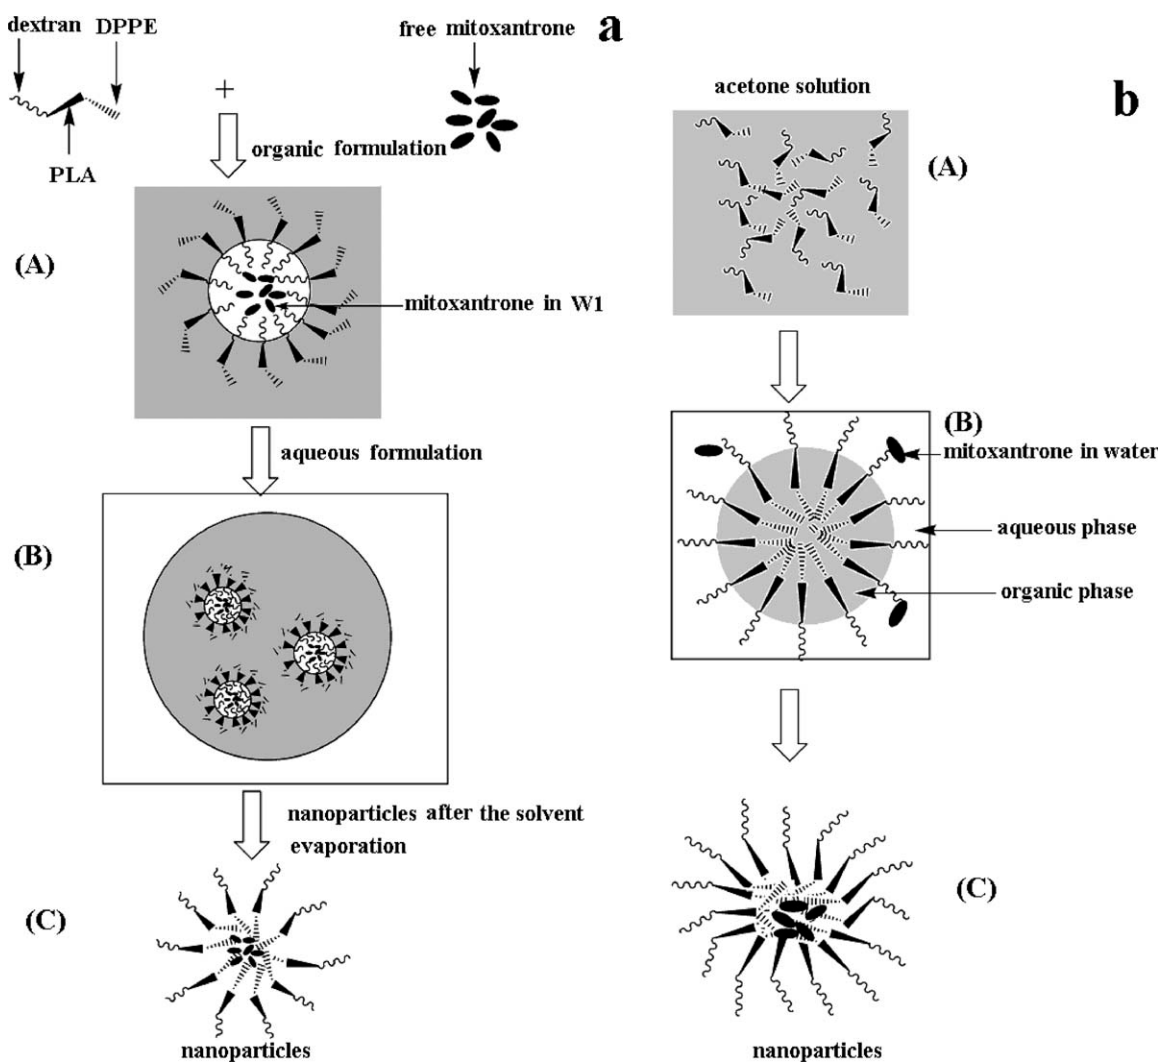 dextran DPPE
free mitoxantrone
a
+
PLA
organic formulation
(A)
mitoxantrone in W1
aqueous formulation
(B)
nanoparticles after the solvent
evaporation
(C)
nanoparticles
b
acetone solution
(A)
(B)
mitoxantrone in water
aqueous phase
organic phase
(C)
nanoparticles